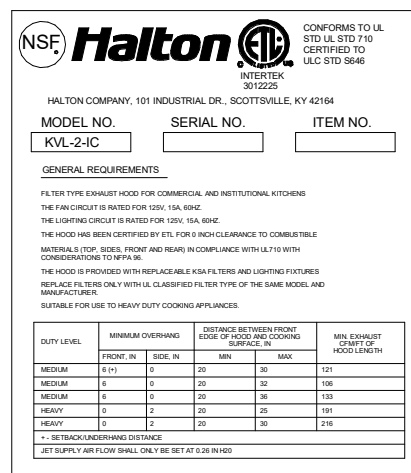 NSF® Halton
ETL
C LISTED US
INTERTEK
3012225
CONFORMS TO UL
STD UL STD 710
CERTIFIED TO
ULC STD S646
HALTON COMPANY, 101 INDUSTRIAL DR., SCOTTSVILLE, KY 42164
MODEL NO. SERIAL NO. ITEM NO.
KVL-2-IC
GENERAL REQUIREMENTS
FILTER TYPE EXHAUST HOOD FOR COMMERCIAL AND INSTITUTIONAL KITCHENS
THE FAN CIRCUIT IS RATED FOR 125V, 15A, 60HZ.
THE LIGHTING CIRCUIT IS RATED FOR 125V, 15A, 60HZ.
THE HOOD HAS BEEN CERTIFIED BY ETL FOR 0 INCH CLEARANCE TO COMBUSTIBLE
MATERIALS (TOP, SIDES, FRONT AND REAR) IN COMPLIANCE WITH UL710 WITH
CONSIDERATIONS TO NFPA 96.
THE HOOD IS PROVIDED WITH REPLACEABLE KSA FILTERS AND LIGHTING FIXTURES
REPLACE FILTERS ONLY WITH UL CLASSIFIED FILTER TYPE OF THE SAME MODEL AND
MANUFACTURER.
SUITABLE FOR USE TO HEAVY DUTY COOKING APPLIANCES.
DUTY LEVEL
MINIMUM OVERHANG
DISTANCE BETWEEN FRONT
EDGE OF HOOD AND COOKING
SURFACE, IN
MIN. EXHAUST
CFM/FT OF
HOOD LENGTH
FRONT, IN SIDE, IN MIN MAX
MEDIUM 6 (+) 0 20 30 121
MEDIUM 6 0 20 32 106
MEDIUM 6 0 20 36 133
HEAVY 0 2 20 25 191
HEAVY 0 2 20 30 216
+ - SETBACK/UNDERHANG DISTANCE
JET SUPPLY AIR FLOW SHALL ONLY BE SET AT 0.26 IN H20